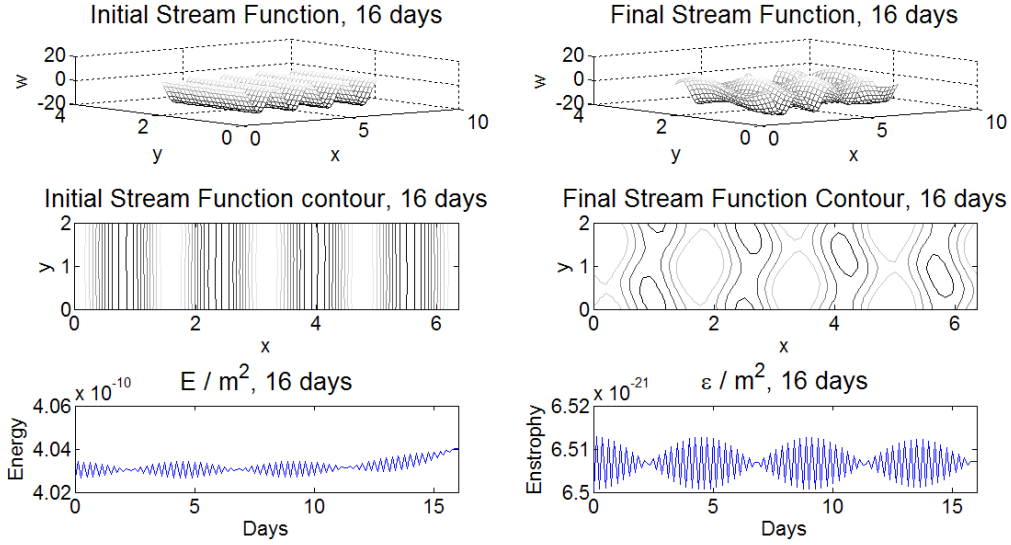 Initial Stream Function, 16 days
Final Stream Function, 16 days
w
20
0
-20
4
2
0
0
5
10
y
x
w
20
0
-20
4
2
0
0
5
10
y
x
Initial Stream Function contour, 16 days
Final Stream Function Contour, 16 days
y
2
1
0
0
2
4
6
x
y
2
1
0
0
2
4
6
x
x 10⁻¹⁰
E / m², 16 days
Energy
4.06
4.04
4.02
0
5
10
15
Days
x 10⁻²¹
ε / m², 16 days
Enstrophy
6.52
6.51
6.5
0
5
10
15
Days